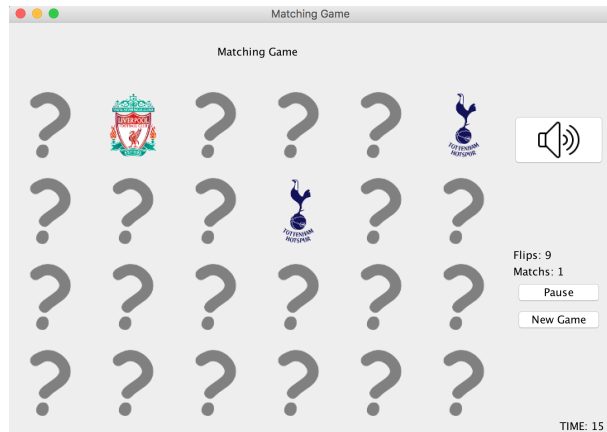 Matching Game
Matching Game
LIVERPOOL
FOOTBALL CLUB
TOTTENHAM
HOTSPUR
TOTTENHAM
HOTSPUR
Flips: 9
Matchs: 1
Pause
New Game
TIME: 15